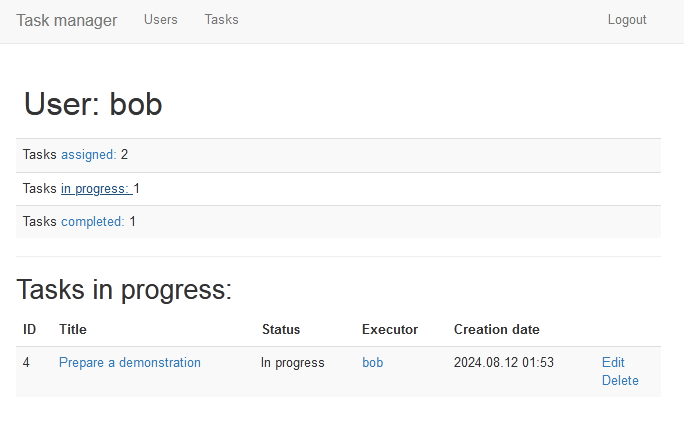 Task manager Users Tasks Logout
User: bob
Tasks assigned: 2
Tasks in progress: 1
Tasks completed: 1
Tasks in progress:
ID Title Status Executor Creation date
4 Prepare a demonstration In progress bob 2024.08.12 01:53 Edit
Delete